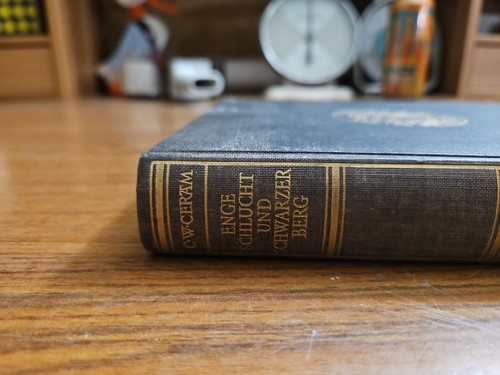 C.W.CERAM
ENGE
SCHLUCHT
UND
SCHWARZER
BERG